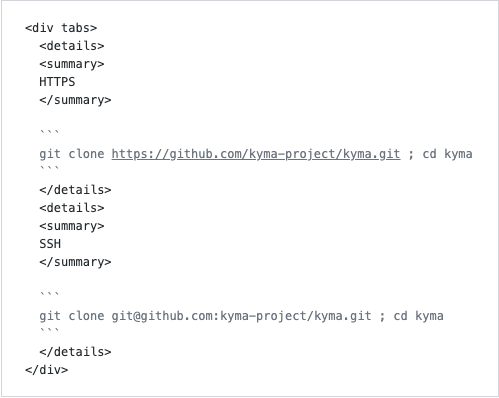 <div tabs>
  <details>
  <summary>
  HTTPS
  </summary>

  ```
  git clone https://github.com/kyma-project/kyma.git ; cd kyma
  ```
  </details>
  <details>
  <summary>
  SSH
  </summary>

  ```
  git clone git@github.com:kyma-project/kyma.git ; cd kyma
  ```
  </details>
</div>